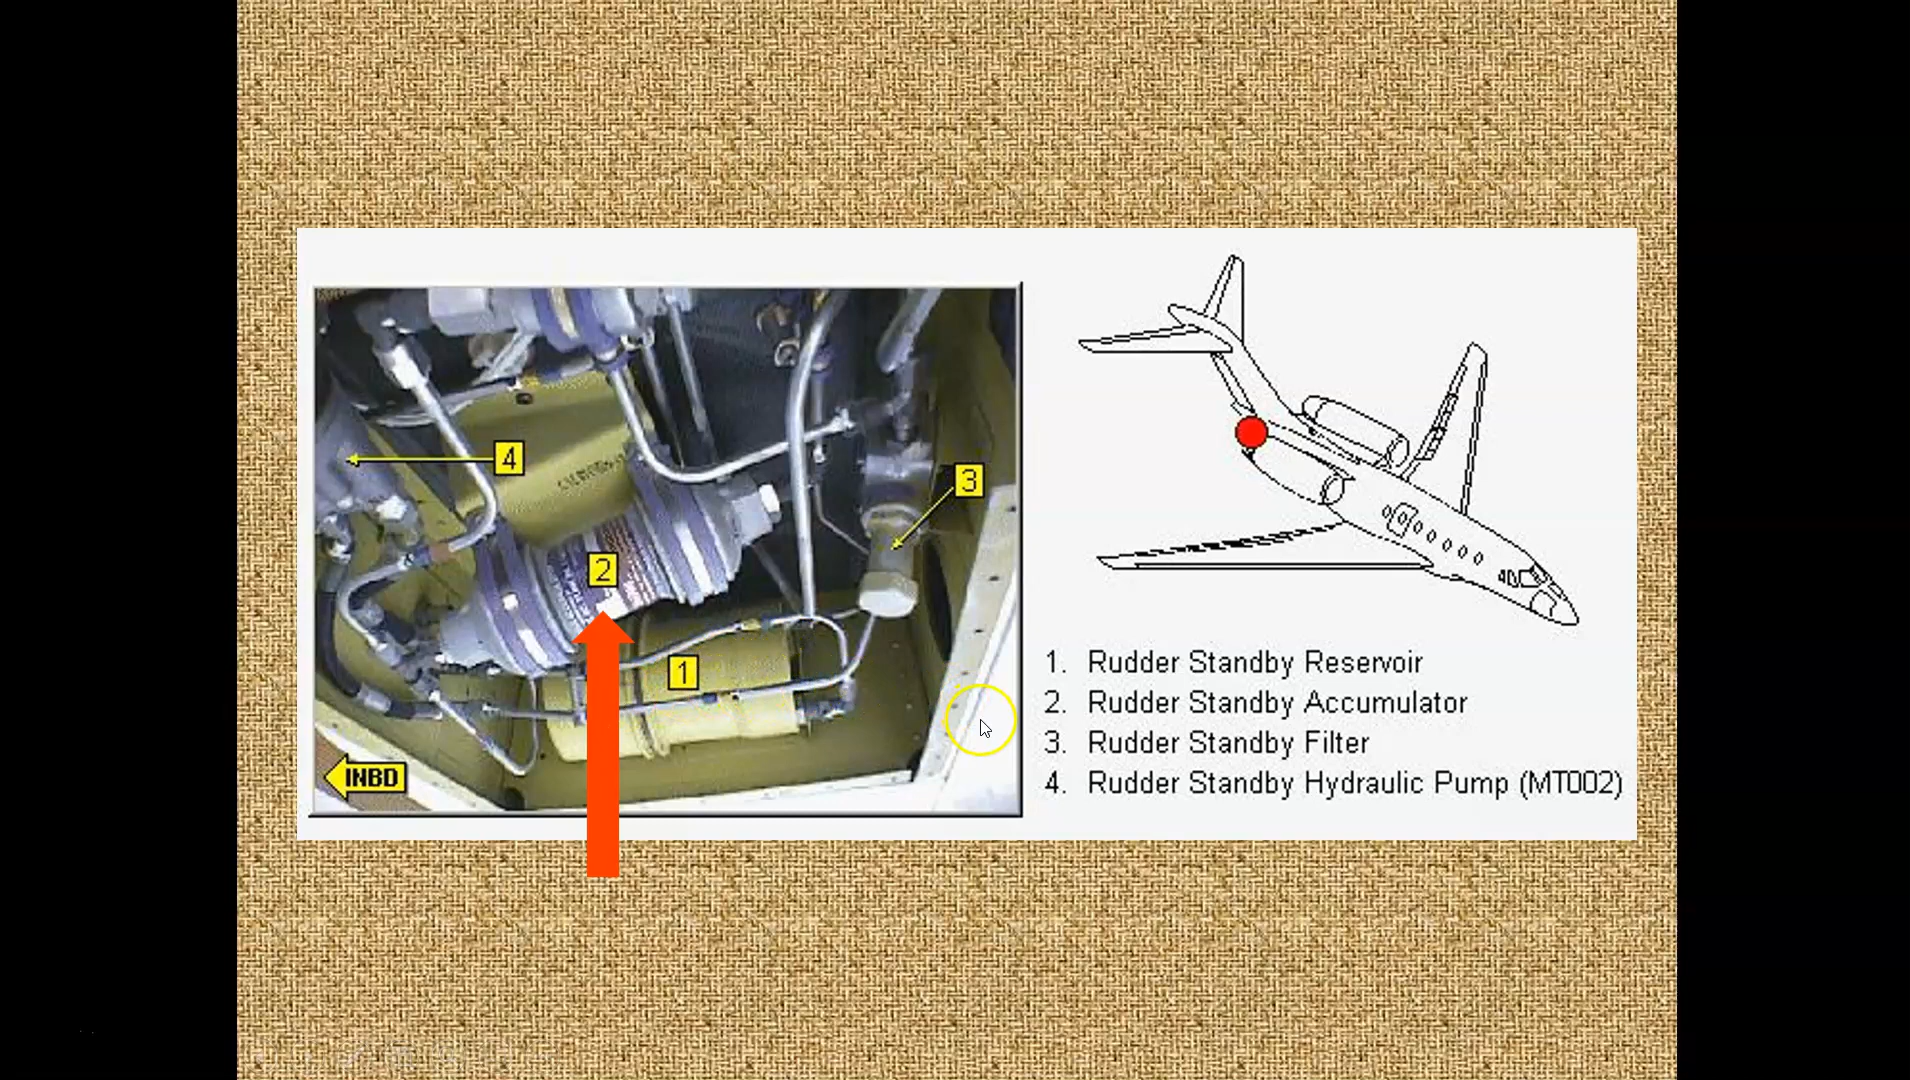 4
3
2
1
INBD
1. Rudder Standby Reservoir
2. Rudder Standby Accumulator
3. Rudder Standby Filter
4. Rudder Standby Hydraulic Pump (MT002)